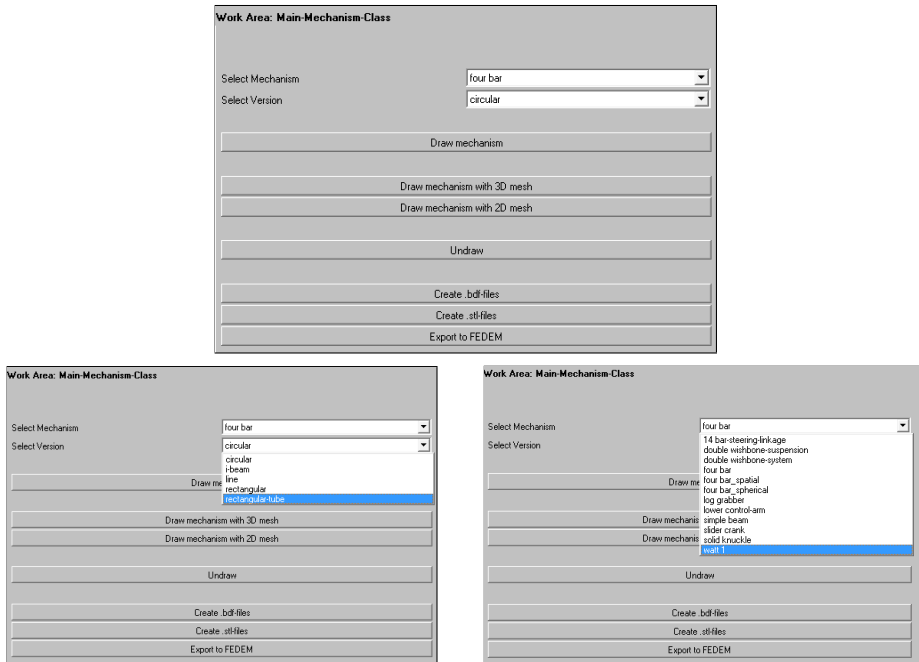 Work Area: Main-Mechanism-Class
Select Mechanism four bar
Select Version circular
Draw mechanism
Draw mechanism with 3D mesh
Draw mechanism with 2D mesh
Undraw
Create .bdf-files
Create .stl-files
Export to FEDEM
Work Area: Main-Mechanism-Class
Select Mechanism four bar
Select Version circular
circular
i-beam
line
Draw me rectangular
rectangular-tube
Draw mechanism with 3D mesh
Draw mechanism with 2D mesh
Undraw
Create .bdf-files
Create .stl-files
Export to FEDEM
Work Area: Main-Mechanism-Class
Select Mechanism four bar
Select Version 14 bar-steering-linkage
double wishbone-suspension
double wishbone-system
four bar
Draw me four bar_spatial
four bar_spherical
log grabber
lower control-arm
Draw mechanis simple beam
slider crank
Draw mechanis solid knuckle
watt 1
Undraw
Create .bdf-files
Create .stl-files
Export to FEDEM